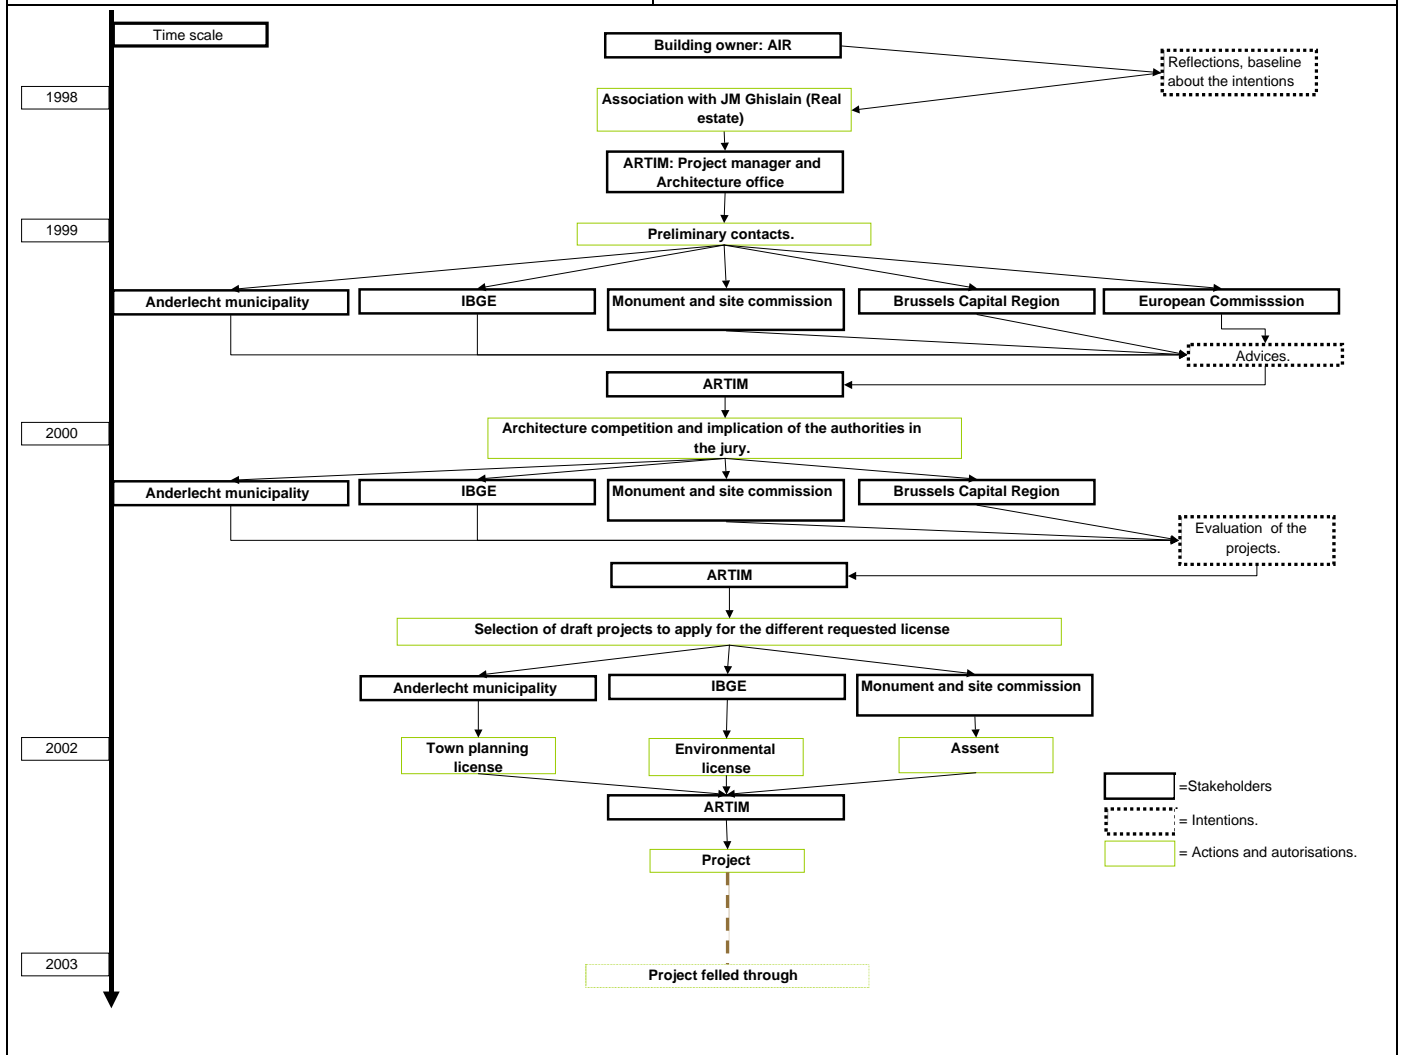 Time scale
Building owner: AIR
Reflections, baseline
about the intentions
1998
Association with JM Ghislain (Real
estate)
ARTIM: Project manager and
Architecture office
1999
Preliminary contacts.
Anderlecht municipality
IBGE
Monument and site commission
Brussels Capital Region
European Commisssion
Advices.
ARTIM
2000
Architecture competition and implication of the authorities in
the jury.
Anderlecht municipality
IBGE
Monument and site commission
Brussels Capital Region
Evaluation of the
projects.
ARTIM
Selection of draft projects to apply for the different requested license
Anderlecht municipality
IBGE
Monument and site commission
2002
Town planning
license
Environmental
license
Assent
ARTIM
=Stakeholders
= Intentions.
= Actions and autorisations.
Project
2003
Project felled through